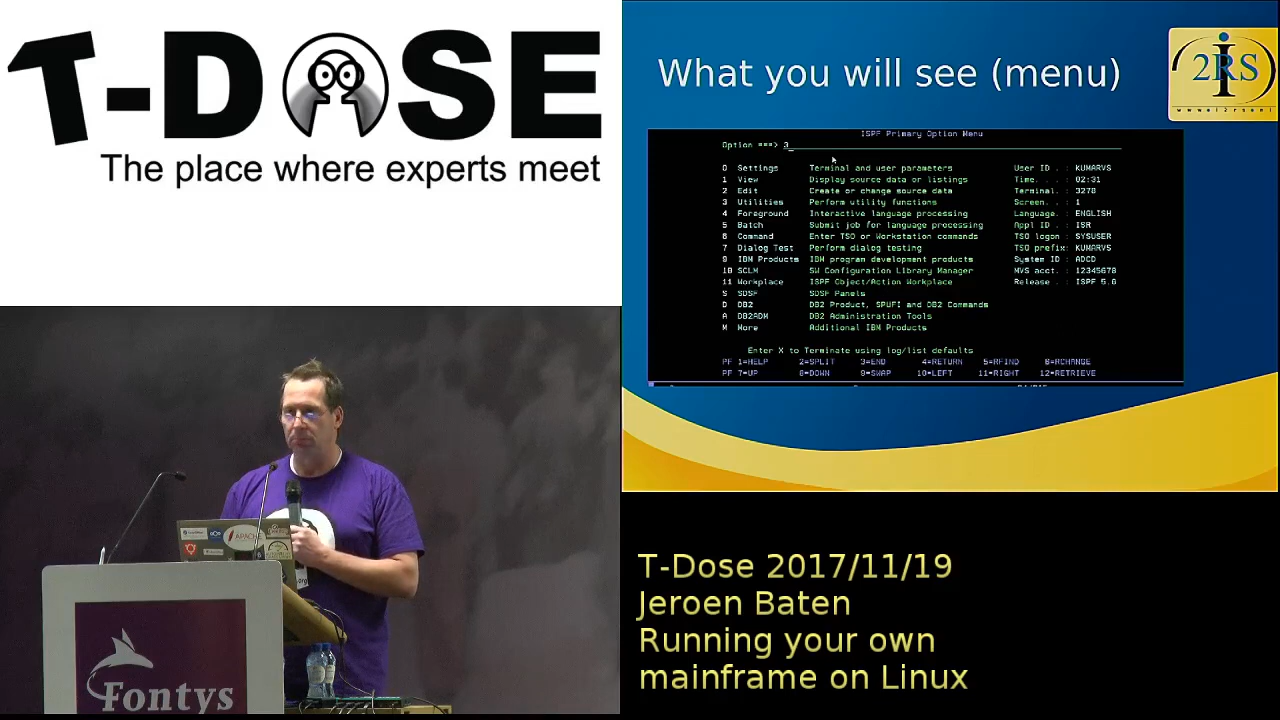 T-DOSE
The place where experts meet
What you will see (menu)
2RS
ISPF Primary Option Menu
Option ===> 3
0 Settings Terminal and user parameters User ID . : KUMARVS
1 View Display source data or listings Time. . . : 02:31
2 Edit Create or change source data Terminal. : 3278
3 Utilities Perform utility functions Screen. . : 1
4 Foreground Interactive language processing Language. : ENGLISH
5 Batch Submit job for language processing Appl ID . : ISR
6 Command Enter TSO or Workstation commands TSO logon : SYSUSER
7 Dialog Test Perform dialog testing TSO prefix: KUMARVS
9 IBM Products IBM program development products System ID : ADCD
10 SCLM SW Configuration Library Manager MVS acct. : 12345678
11 Workplace ISPF Object/Action Workplace Release . : ISPF 5.0
S SDSF SDSF Panels
D DB2 DB2 Product, SPUFI and DB2 Commands
A DB2ADM DB2 Administration Tools
M More Additional IBM Products
Enter X to Terminate using log/list defaults
PF 1=HELP 2=SPLIT 3=END 4=RETURN 5=RFIND 6=RCHANGE
PF 7=UP 8=DOWN 9=SWAP 10=LEFT 11=RIGHT 12=RETRIEVE
APACHE
Fontys
T-Dose 2017/11/19
Jeroen Baten
Running your own
mainframe on Linux